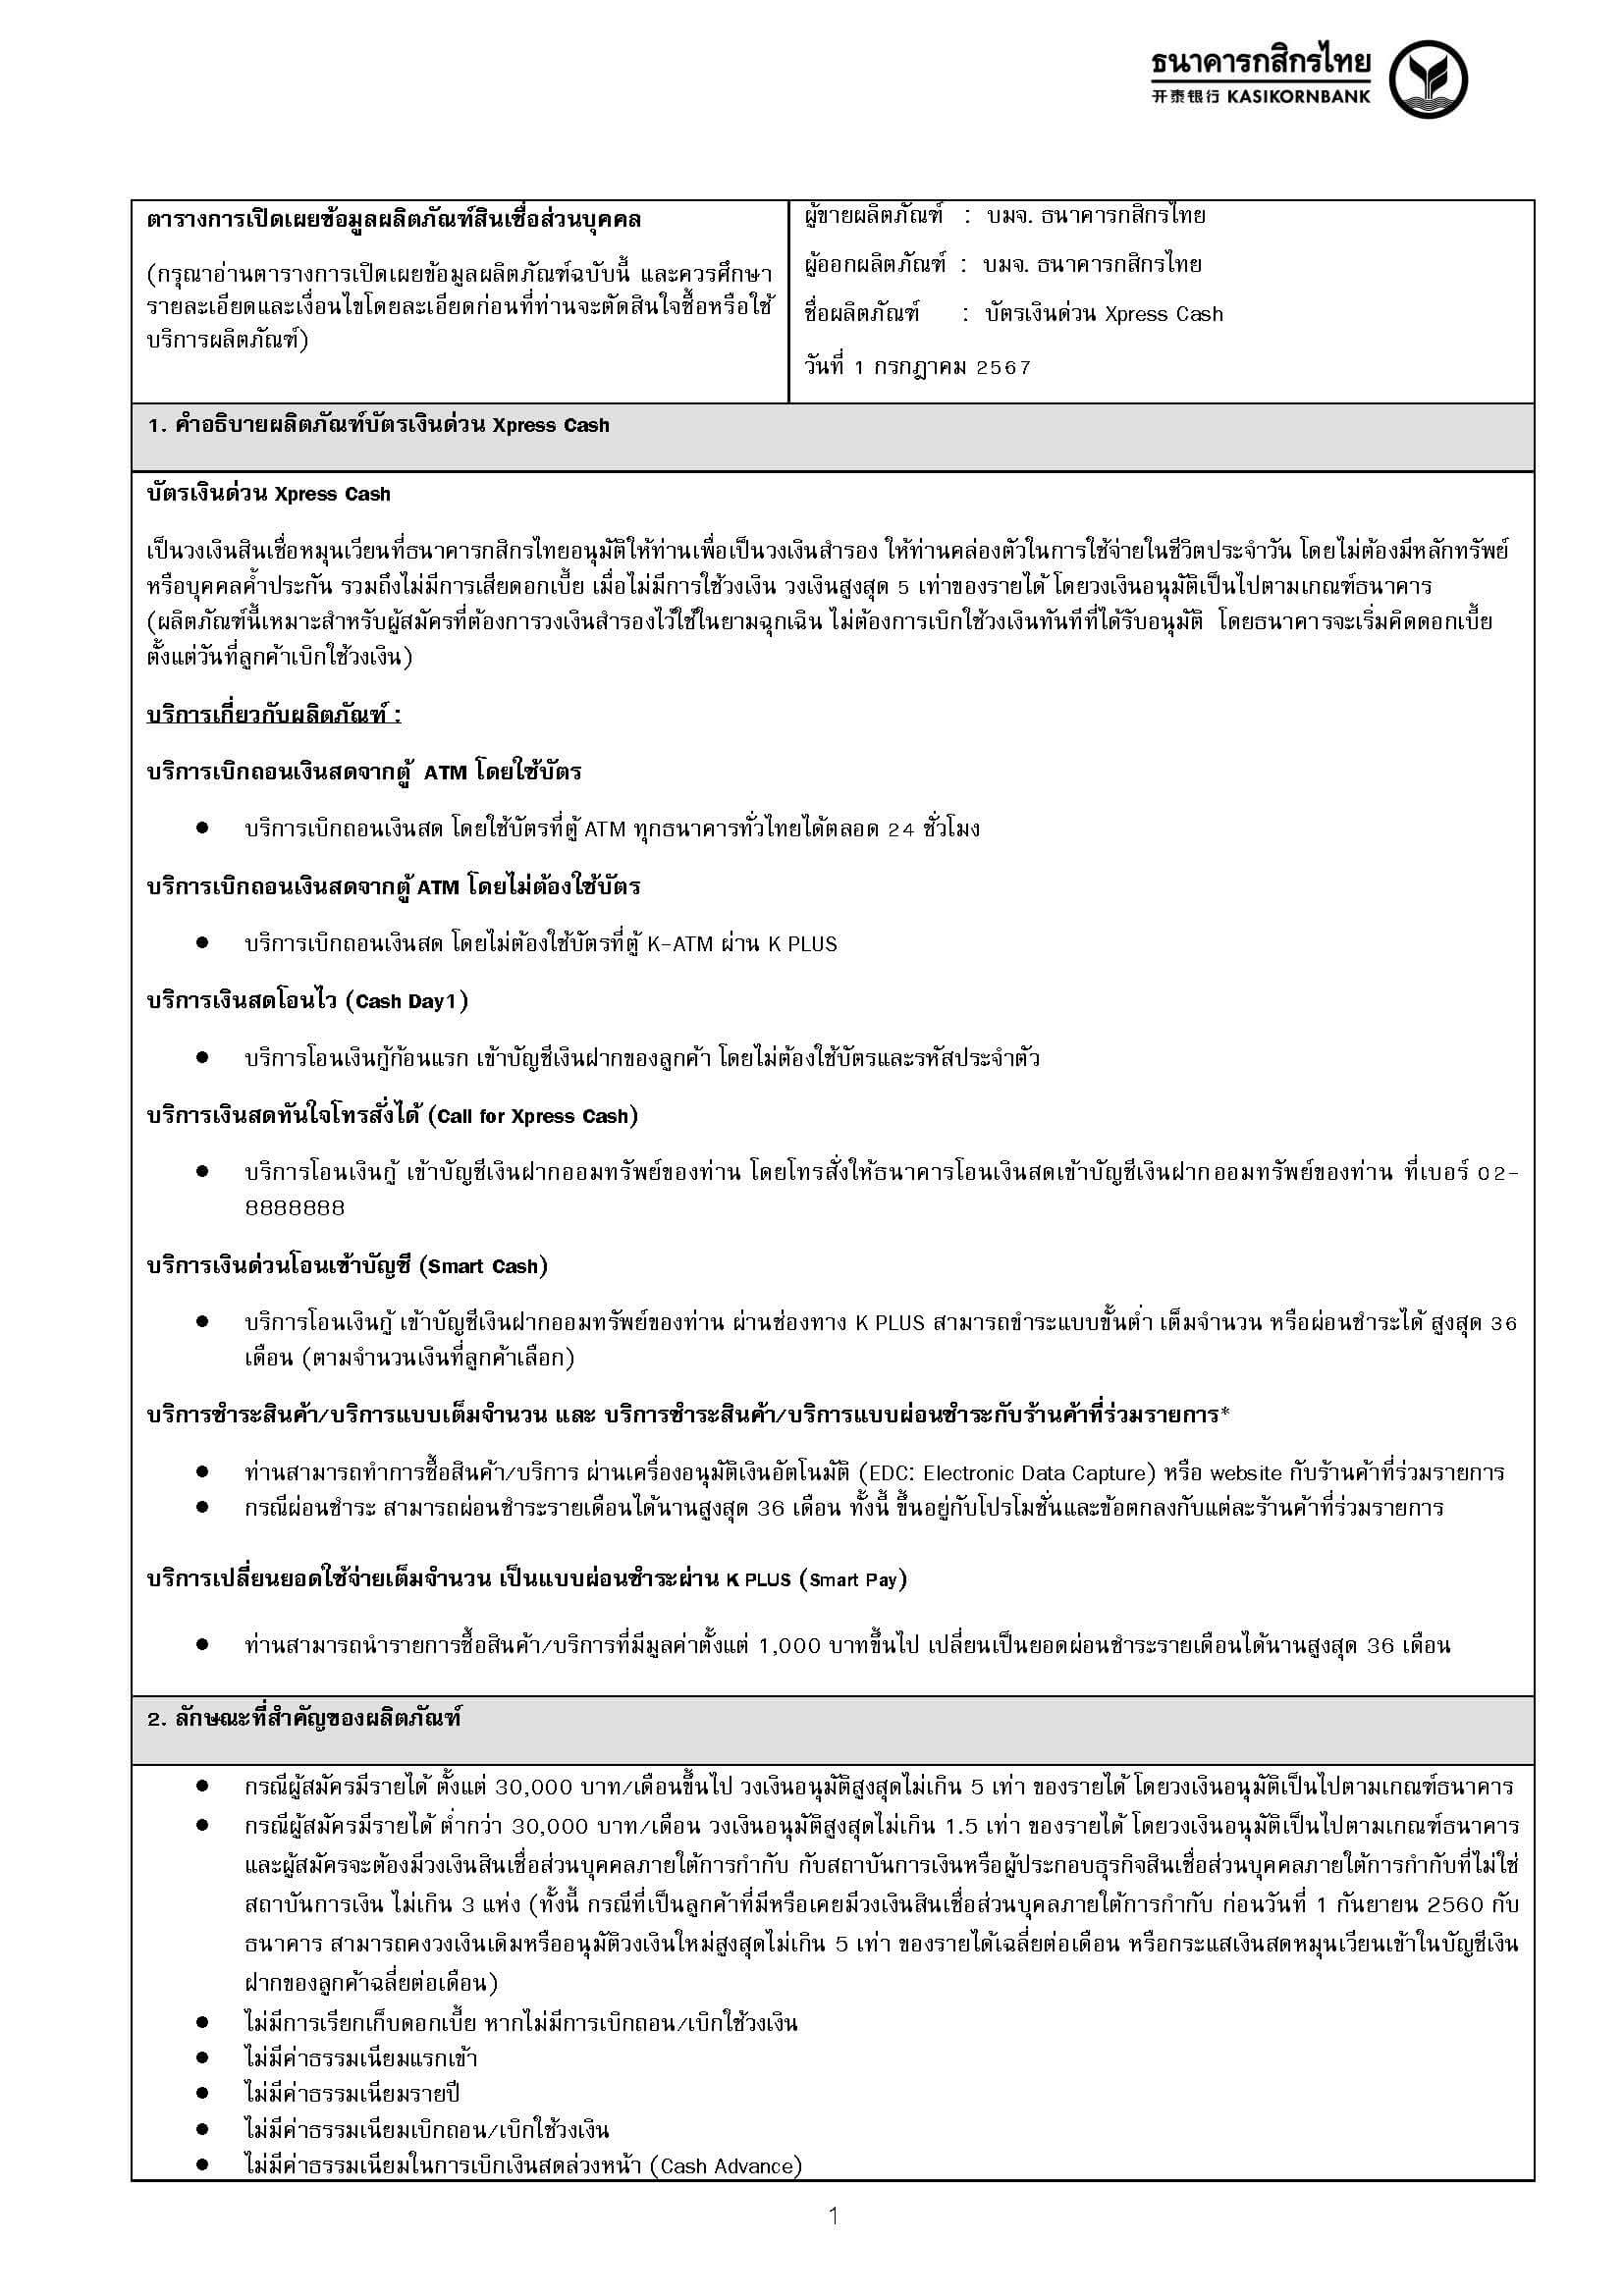 ธนาคารกสิกรไทย
开泰银行 KASIKORNBANK
ตารางการเปิดเผยข้อมูลผลิตภัณฑ์สินเชื่อส่วนบุคคล
(กรุณาอ่านตารางการเปิดเผยข้อมูลผลิตภัณฑ์ฉบับนี้ และควรศึกษา
รายละเอียดและเงื่อนไขโดยละเอียดก่อนที่ท่านจะตัดสินใจซื้อหรือใช้
บริการผลิตภัณฑ์)
ผู้ขายผลิตภัณฑ์ : บมจ. ธนาคารกสิกรไทย
ผู้ออกผลิตภัณฑ์ : บมจ. ธนาคารกสิกรไทย
ชื่อผลิตภัณฑ์ : บัตรเงินด่วน Xpress Cash
วันที่ 1 กรกฎาคม 2567
1. คำอธิบายผลิตภัณฑ์บัตรเงินด่วน Xpress Cash
บัตรเงินด่วน Xpress Cash
เป็นวงเงินสินเชื่อหมุนเวียนที่ธนาคารกสิกรไทยอนุมัติให้ท่านเพื่อเป็นวงเงินสำรอง ให้ท่านคล่องตัวในการใช้จ่ายในชีวิตประจำวัน โดยไม่ต้องมีหลักทรัพย์
หรือบุคคลค้ำประกัน รวมถึงไม่มีการเสียดอกเบี้ย เมื่อไม่มีการใช้วงเงิน วงเงินสูงสุด 5 เท่าของรายได้ โดยวงเงินอนุมัติเป็นไปตามเกณฑ์ธนาคาร
(ผลิตภัณฑ์นี้เหมาะสำหรับผู้สมัครที่ต้องการวงเงินสำรองไว้ใช้ในยามฉุกเฉิน ไม่ต้องการเบิกใช้วงเงินทันทีที่ได้รับอนุมัติ โดยธนาคารจะเริ่มคิดดอกเบี้ย
ตั้งแต่วันที่ลูกค้าเบิกใช้วงเงิน)
บริการเกี่ยวกับผลิตภัณฑ์ :
บริการเบิกถอนเงินสดจากตู้ ATM โดยใช้บัตร
● บริการเบิกถอนเงินสด โดยใช้บัตรที่ตู้ ATM ทุกธนาคารทั่วไทยได้ตลอด 24 ชั่วโมง
บริการเบิกถอนเงินสดจากตู้ ATM โดยไม่ต้องใช้บัตร
● บริการเบิกถอนเงินสด โดยไม่ต้องใช้บัตรที่ตู้ K-ATM ผ่าน K PLUS
บริการเงินสดโอนไว (Cash Day1)
● บริการโอนเงินกู้ก้อนแรก เข้าบัญชีเงินฝากของลูกค้า โดยไม่ต้องใช้บัตรและรหัสประจำตัว
บริการเงินสดทันใจโทรสั่งได้ (Call for Xpress Cash)
● บริการโอนเงินกู้ เข้าบัญชีเงินฝากออมทรัพย์ของท่าน โดยโทรสั่งให้ธนาคารโอนเงินสดเข้าบัญชีเงินฝากออมทรัพย์ของท่าน ที่เบอร์ 02-
8888888
บริการเงินด่วนโอนเข้าบัญชี (Smart Cash)
● บริการโอนเงินกู้ เข้าบัญชีเงินฝากออมทรัพย์ของท่าน ผ่านช่องทาง K PLUS สามารถชำระแบบขั้นต่ำ เต็มจำนวน หรือผ่อนชำระได้ สูงสุด 36
เดือน (ตามจำนวนเงินที่ลูกค้าเลือก)
บริการชำระสินค้า/บริการแบบเต็มจำนวน และ บริการชำระสินค้า/บริการแบบผ่อนชำระกับร้านค้าที่ร่วมรายการ*
● ท่านสามารถทำการซื้อสินค้า/บริการ ผ่านเครื่องอนุมัติเงินอัตโนมัติ (EDC: Electronic Data Capture) หรือ website กับร้านค้าที่ร่วมรายการ
● กรณีผ่อนชำระ สามารถผ่อนชำระรายเดือนได้นานสูงสุด 36 เดือน ทั้งนี้ ขึ้นอยู่กับโปรโมชั่นและข้อตกลงกับแต่ละร้านค้าที่ร่วมรายการ
บริการเปลี่ยนยอดใช้จ่ายเต็มจำนวน เป็นแบบผ่อนชำระผ่าน K PLUS (Smart Pay)
● ท่านสามารถนำรายการซื้อสินค้า/บริการที่มีมูลค่าตั้งแต่ 1,000 บาทขึ้นไป เปลี่ยนเป็นยอดผ่อนชำระรายเดือนได้นานสูงสุด 36 เดือน
2. ลักษณะที่สำคัญของผลิตภัณฑ์
● กรณีผู้สมัครมีรายได้ ตั้งแต่ 30,000 บาท/เดือนขึ้นไป วงเงินอนุมัติสูงสุดไม่เกิน 5 เท่า ของรายได้ โดยวงเงินอนุมัติเป็นไปตามเกณฑ์ธนาคาร
● กรณีผู้สมัครมีรายได้ ต่ำกว่า 30,000 บาท/เดือน วงเงินอนุมัติสูงสุดไม่เกิน 1.5 เท่า ของรายได้ โดยวงเงินอนุมัติเป็นไปตามเกณฑ์ธนาคาร
และผู้สมัครจะต้องมีวงเงินสินเชื่อส่วนบุคคลภายใต้การกำกับ กับสถาบันการเงินหรือผู้ประกอบธุรกิจสินเชื่อส่วนบุคคลภายใต้การกำกับที่ไม่ใช่
สถาบันการเงิน ไม่เกิน 3 แห่ง (ทั้งนี้ กรณีที่เป็นลูกค้าที่มีหรือเคยมีวงเงินสินเชื่อส่วนบุคลภายใต้การกำกับ ก่อนวันที่ 1 กันยายน 2560 กับ
ธนาคาร สามารถคงวงเงินเดิมหรืออนุมัติวงเงินใหม่สูงสุดไม่เกิน 5 เท่า ของรายได้เฉลี่ยต่อเดือน หรือกระแสเงินสดหมุนเวียนเข้าในบัญชีเงิน
ฝากของลูกค้าฉลี่ยต่อเดือน)
● ไม่มีการเรียกเก็บดอกเบี้ย หากไม่มีการเบิกถอน/เบิกใช้วงเงิน
● ไม่มีค่าธรรมเนียมแรกเข้า
● ไม่มีค่าธรรมเนียมรายปี
● ไม่มีค่าธรรมเนียมเบิกถอน/เบิกใช้วงเงิน
● ไม่มีค่าธรรมเนียมในการเบิกเงินสดล่วงหน้า (Cash Advance)
1